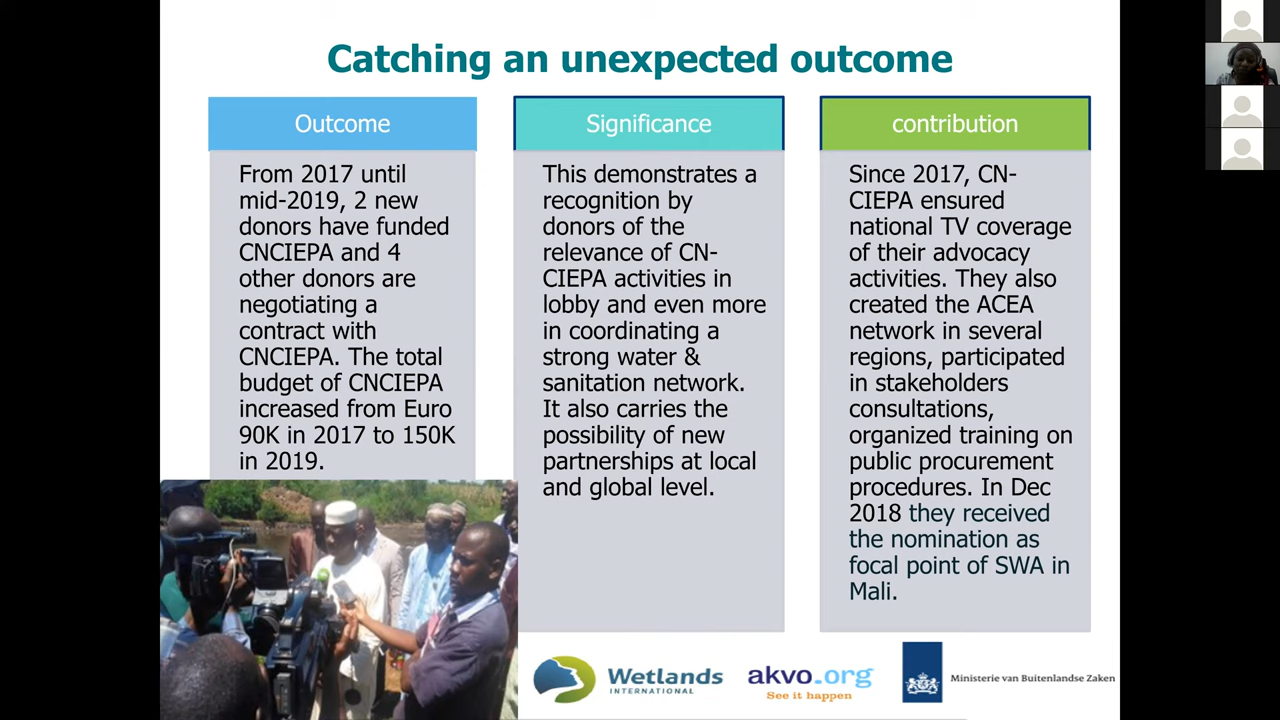 Catching an unexpected outcome
Outcome
From 2017 until
mid-2019, 2 new
donors have funded
CNCIEPA and 4
other donors are
negotiating a
contract with
CNCIEPA. The total
budget of CNCIEPA
increased from Euro
90K in 2017 to 150K
in 2019.
Significance
This demonstrates a
recognition by
donors of the
relevance of CN-
CIEPA activities in
lobby and even more
in coordinating a
strong water &
sanitation network.
It also carries the
possibility of new
partnerships at local
and global level.
contribution
Since 2017, CN-
CIEPA ensured
national TV coverage
of their advocacy
activities. They also
created the ACEA
network in several
regions, participated
in stakeholders
consultations,
organized training on
public procurement
procedures. In Dec
2018 they received
the nomination as
focal point of SWA in
Mali.
Wetlands
INTERNATIONAL
akvo.org
See it happen
Ministerie van Buitenlandse Zaken